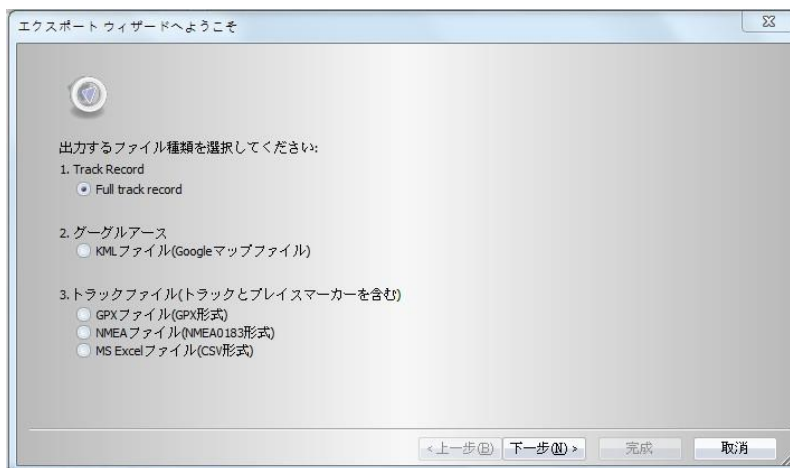 エクスポート ウィザードへようこそ
出力するファイル種類を選択してください:
1. Track Record
Full track record
2. グーグルアース
KMLファイル(Googleマップファイル)
3.トラックファイル(トラックとプレイスマーカーを含む)
GPXファイル(GPX形式)
NMEAファイル(NMEA0183形式)
MS Excelファイル(CSV形式)
<上一步(B) 下一步(N)> 完成 取消